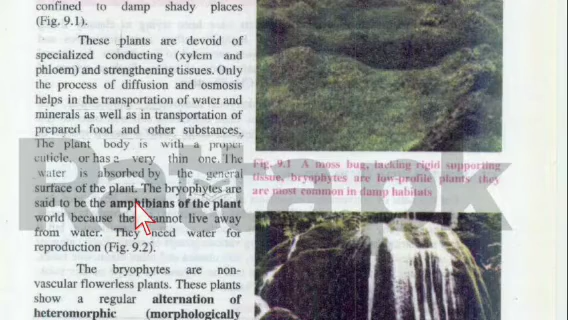 confined to damp shady places
(Fig. 9.1).
These plants are devoid of
specialized conducting (xylem and
phloem) and strengthening tissues. Only
the process of diffusion and osmosis
helps in the transportation of water and
minerals as well as in transportation of
prepared food and other substances.
The plant body is with a proper
cuticle, or has a very thin one. The
water is absorbed by the general
surface of the plant. The bryophytes are
said to be the amphibians of the plant
world because they cannot live away
from water. They need water for
reproduction (Fig. 9.2).
The bryophytes are non-
vascular flowerless plants. These plants
show a regular alternation of
heteromorphic (morphologically
Fig. 9.1 A moss bug, lacking rigid supporting
tissue, bryophytes are low-profile plants they
are most common in damp habitats